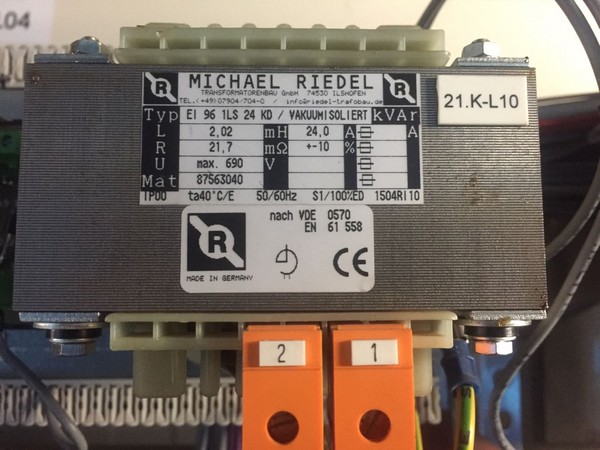 L04
R MICHAEL RIEDEL R
TRANSFORMATORENBAU GmbH 74530 ILSHOFEN
TEL.(+49)07904/704-0 / info@riedel-trafobau.de
21.K-L10
Typ EI 96 1LS 24 KD / VAKUUMISOLIERT kVAr
L 2,02 mH 24,0 A A
R 21,7 mΩ +-10 %
U max. 690 V
Mat 87563040
IP00 ta40°C/E 50/60Hz S1/100%ED 1504RI10
R
nach VDE 0570
EN 61 558
CE
MADE IN GERMANY
2 1